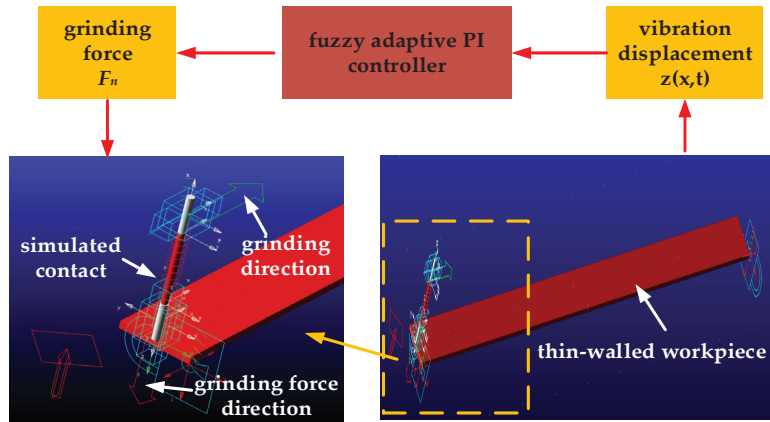 grinding
force
Fn
fuzzy adaptive PI
controller
vibration
displacement
z(x,t)
simulated
contact
grinding
direction
grinding force
direction
thin-walled workpiece